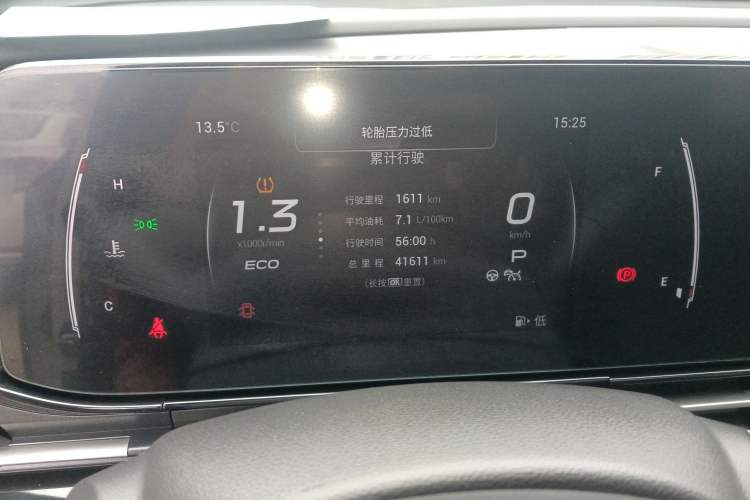 13.5°C
轮胎压力过低
15:25
累计行驶
H
F
1.3
x1,000r/min
ECO
行驶里程 1611 km
平均油耗 7.1 L/100km
行驶时间 56:00 h
总里程 41611 km
(长按OK重置)
0
km/h
P
P
C
E
低